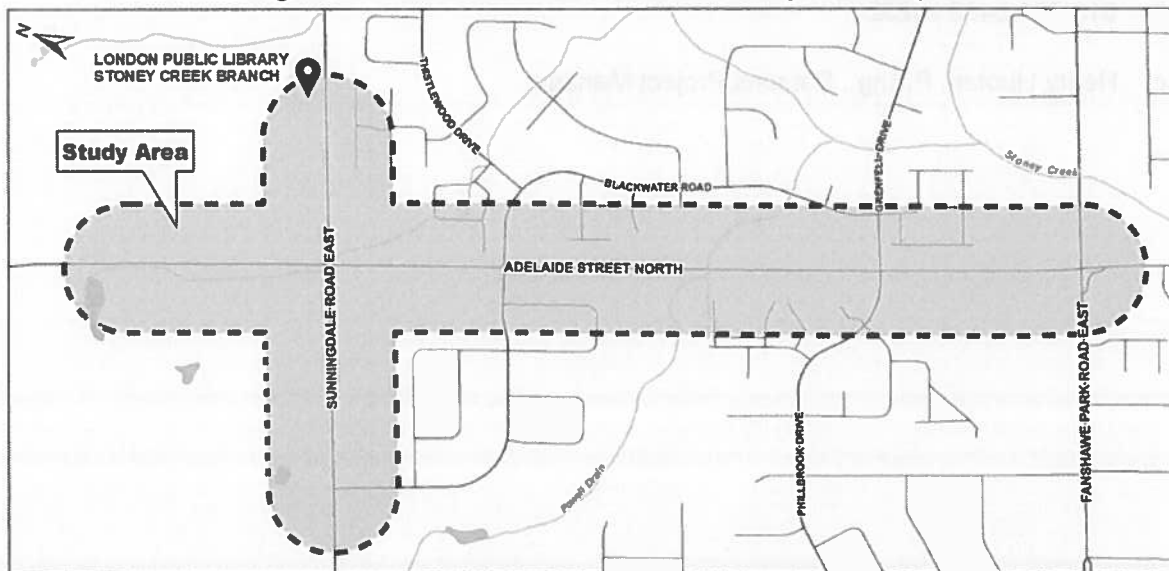 N
LONDON PUBLIC LIBRARY
STONEY CREEK BRANCH
Study Area
THISTLEWOOD DRIVE
BLACKWATER ROAD
GRENFELL DRIVE
Stoney Creek
SUNNINGDALE ROAD EAST
ADELAIDE STREET NORTH
Powell Drain
PHILLBROOK DRIVE
FANSHAWE PARK ROAD EAST